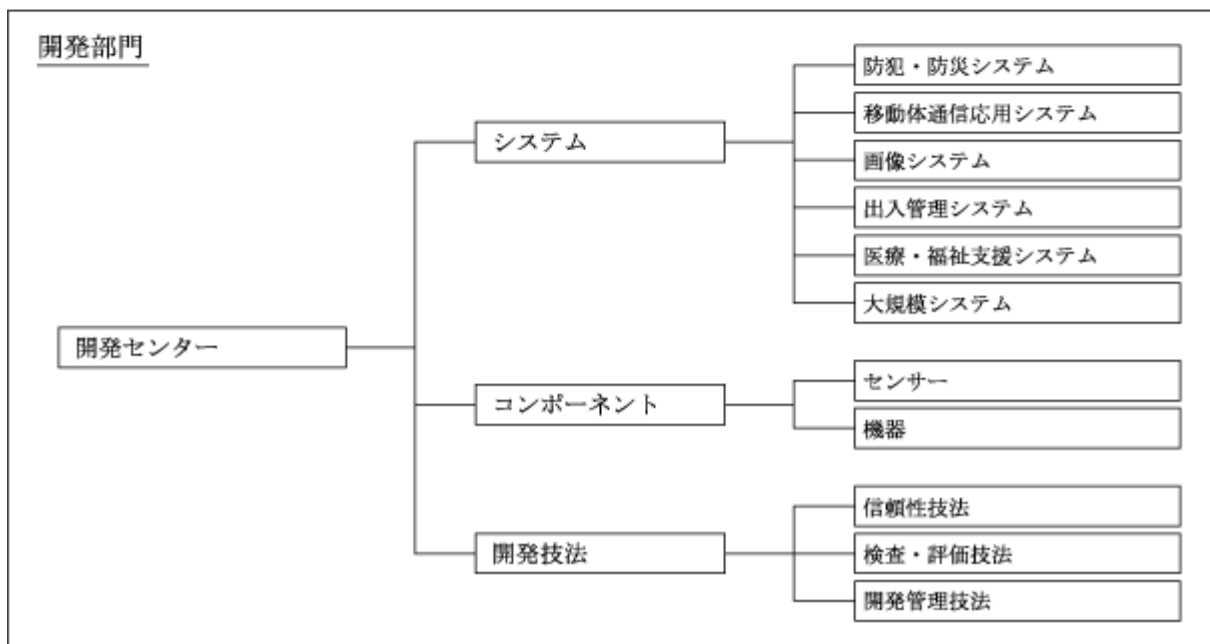 開発部門
開発センター
システム
防犯・防災システム
移動体通信応用システム
画像システム
出入管理システム
医療・福祉支援システム
大規模システム
コンポーネント
センサー
機器
開発技法
信頼性技法
検査・評価技法
開発管理技法